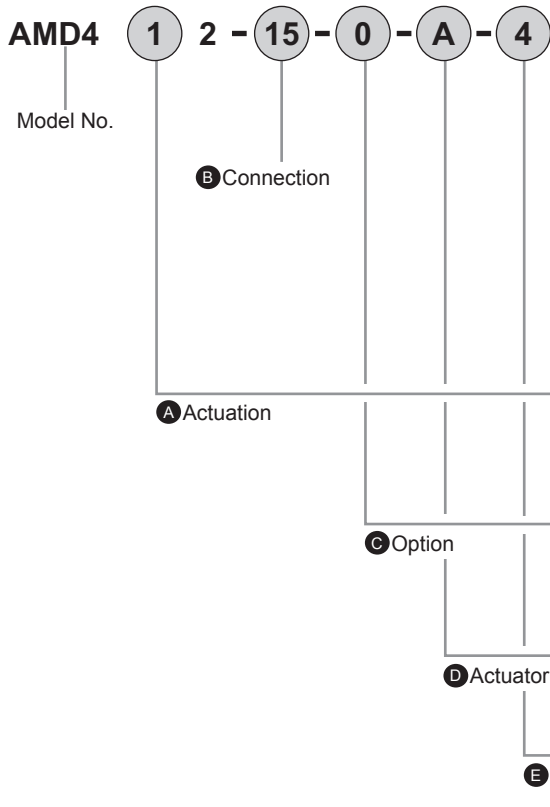 AMD4 1 2 - 15 - 0 - A - 4
Model No.
B Connection
A Actuation
C Option
D Actuator
E